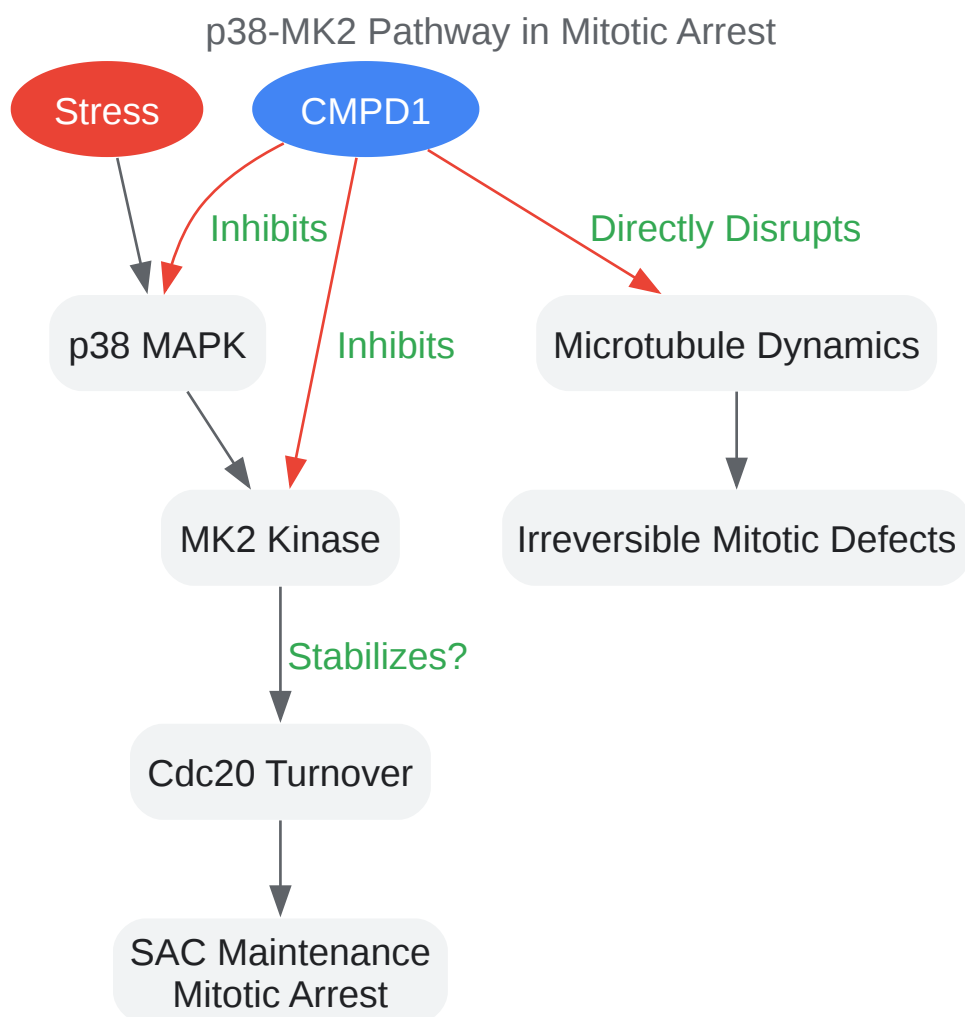 p38-MK2 Pathway in Mitotic Arrest
Stress
CMPD1
Inhibits
Directly Disrupts
p38 MAPK
Inhibits
Microtubule Dynamics
MK2 Kinase
Irreversible Mitotic Defects
Stabilizes?
Cdc20 Turnover
SAC Maintenance
Mitotic Arrest